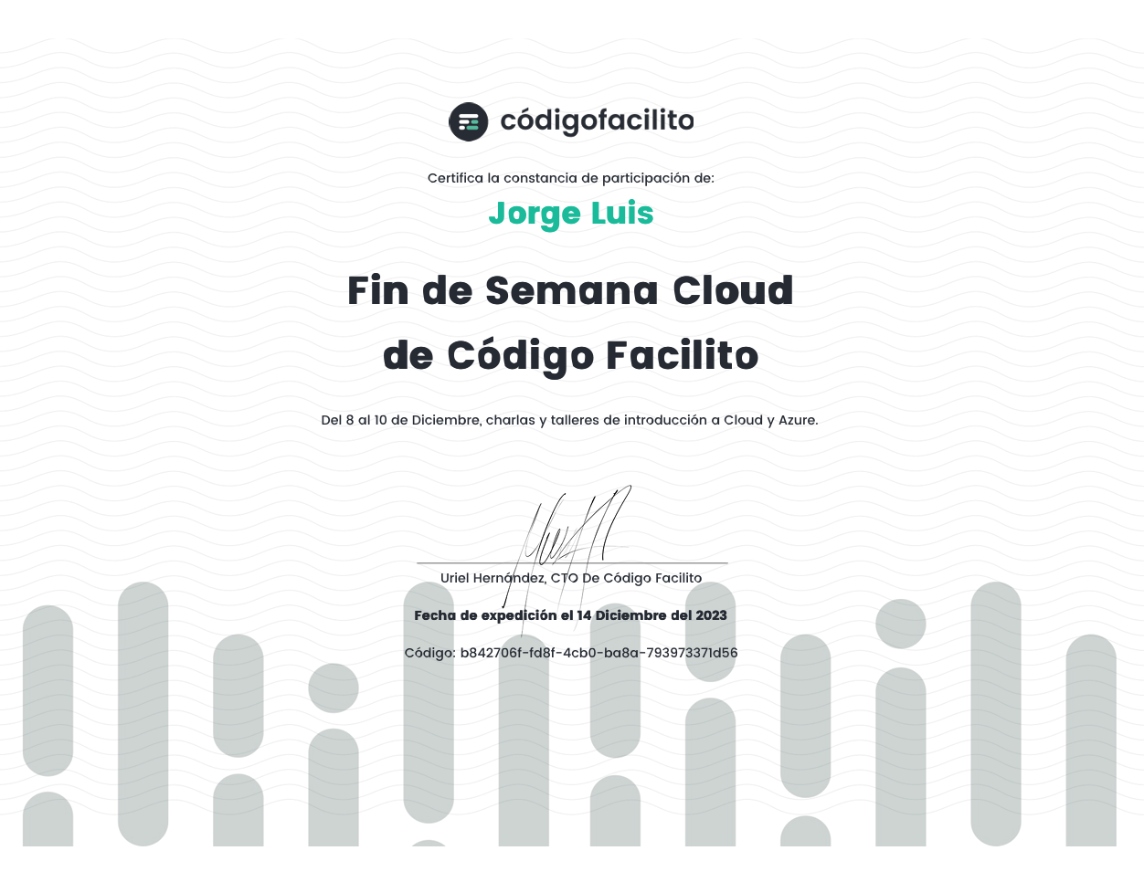 códigofacilito
Certifica la constancia de participación de:
Jorge Luis
Fin de Semana Cloud
de Código Facilito
Del 8 al 10 de Diciembre, charlas y talleres de introducción a Cloud y Azure.
Uriel Hernández, CTO De Código Facilito
Fecha de expedición el 14 Diciembre del 2023
Código: b842706f-fd8f-4cb0-ba8a-793973371d56